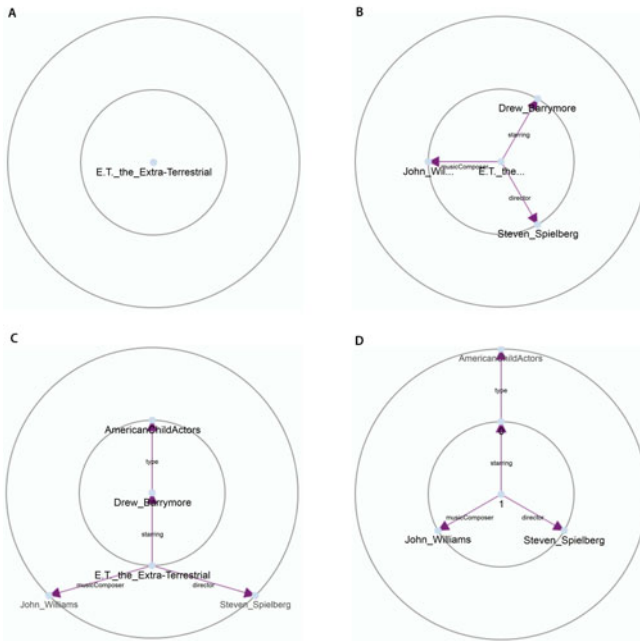 A
E.T._the_Extra-Terrestrial
B
Drew_Barrymore
starring
John_Wil...
musicComposer
E.T._the...
director
Steven_Spielberg
C
AmericanChildActors
type
Drew_Barrymore
starring
E.T._the_Extra-Terrestrial
musicComposer
director
John_Williams
Steven_Spielberg
D
AmericanChildActors
type
starring
1
musicComposer
director
John_Williams
Steven_Spielberg